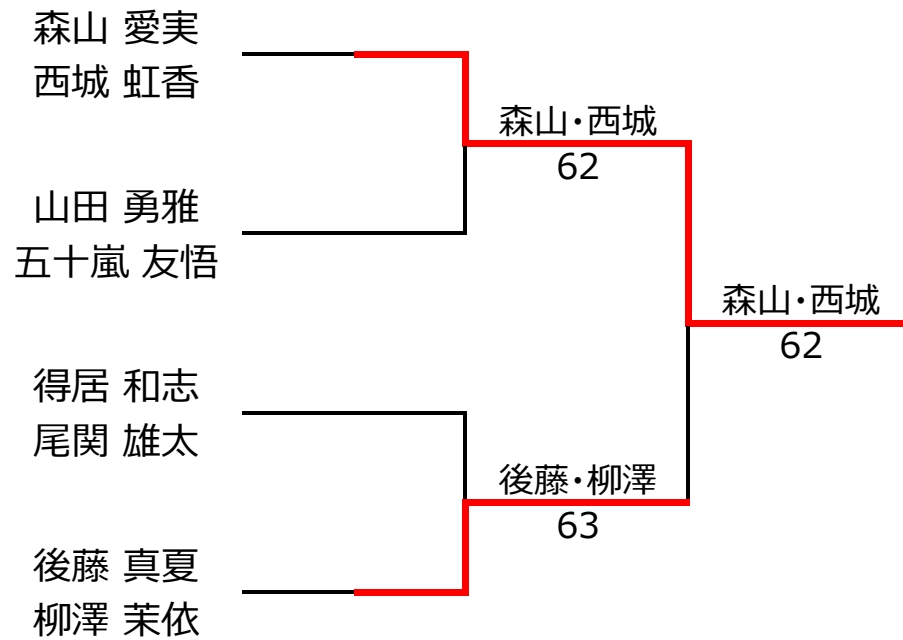 森山 愛実
西城 虹香
山田 勇雅
五十嵐 友悟
得居 和志
尾関 雄太
後藤 真夏
柳澤 茉依
森山・西城
62
後藤・柳澤
63
森山・西城
62